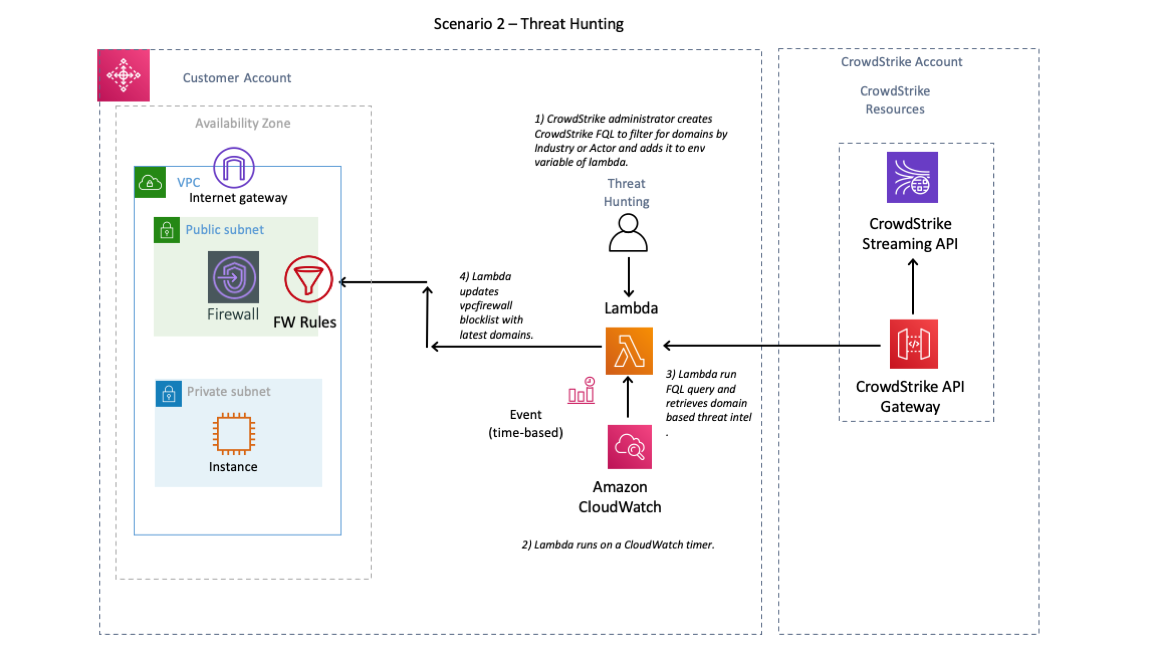 Scenario 2 – Threat Hunting
Customer Account
Availability Zone
VPC
Internet gateway
Public subnet
Firewall
FW Rules
Private subnet
Instance
1) CrowdStrike administrator creates
CrowdStrike FQL to filter for domains by
Industry or Actor and adds it to env
variable of lambda.
Threat
Hunting
Lambda
4) Lambda
updates
vpcfirewall
blocklist with
latest domains.
3) Lambda run
FQL query and
retrieves domain
based threat intel
.
Event
(time-based)
Amazon
CloudWatch
2) Lambda runs on a CloudWatch timer.
CrowdStrike Account
CrowdStrike
Resources
CrowdStrike
Streaming API
CrowdStrike API
Gateway